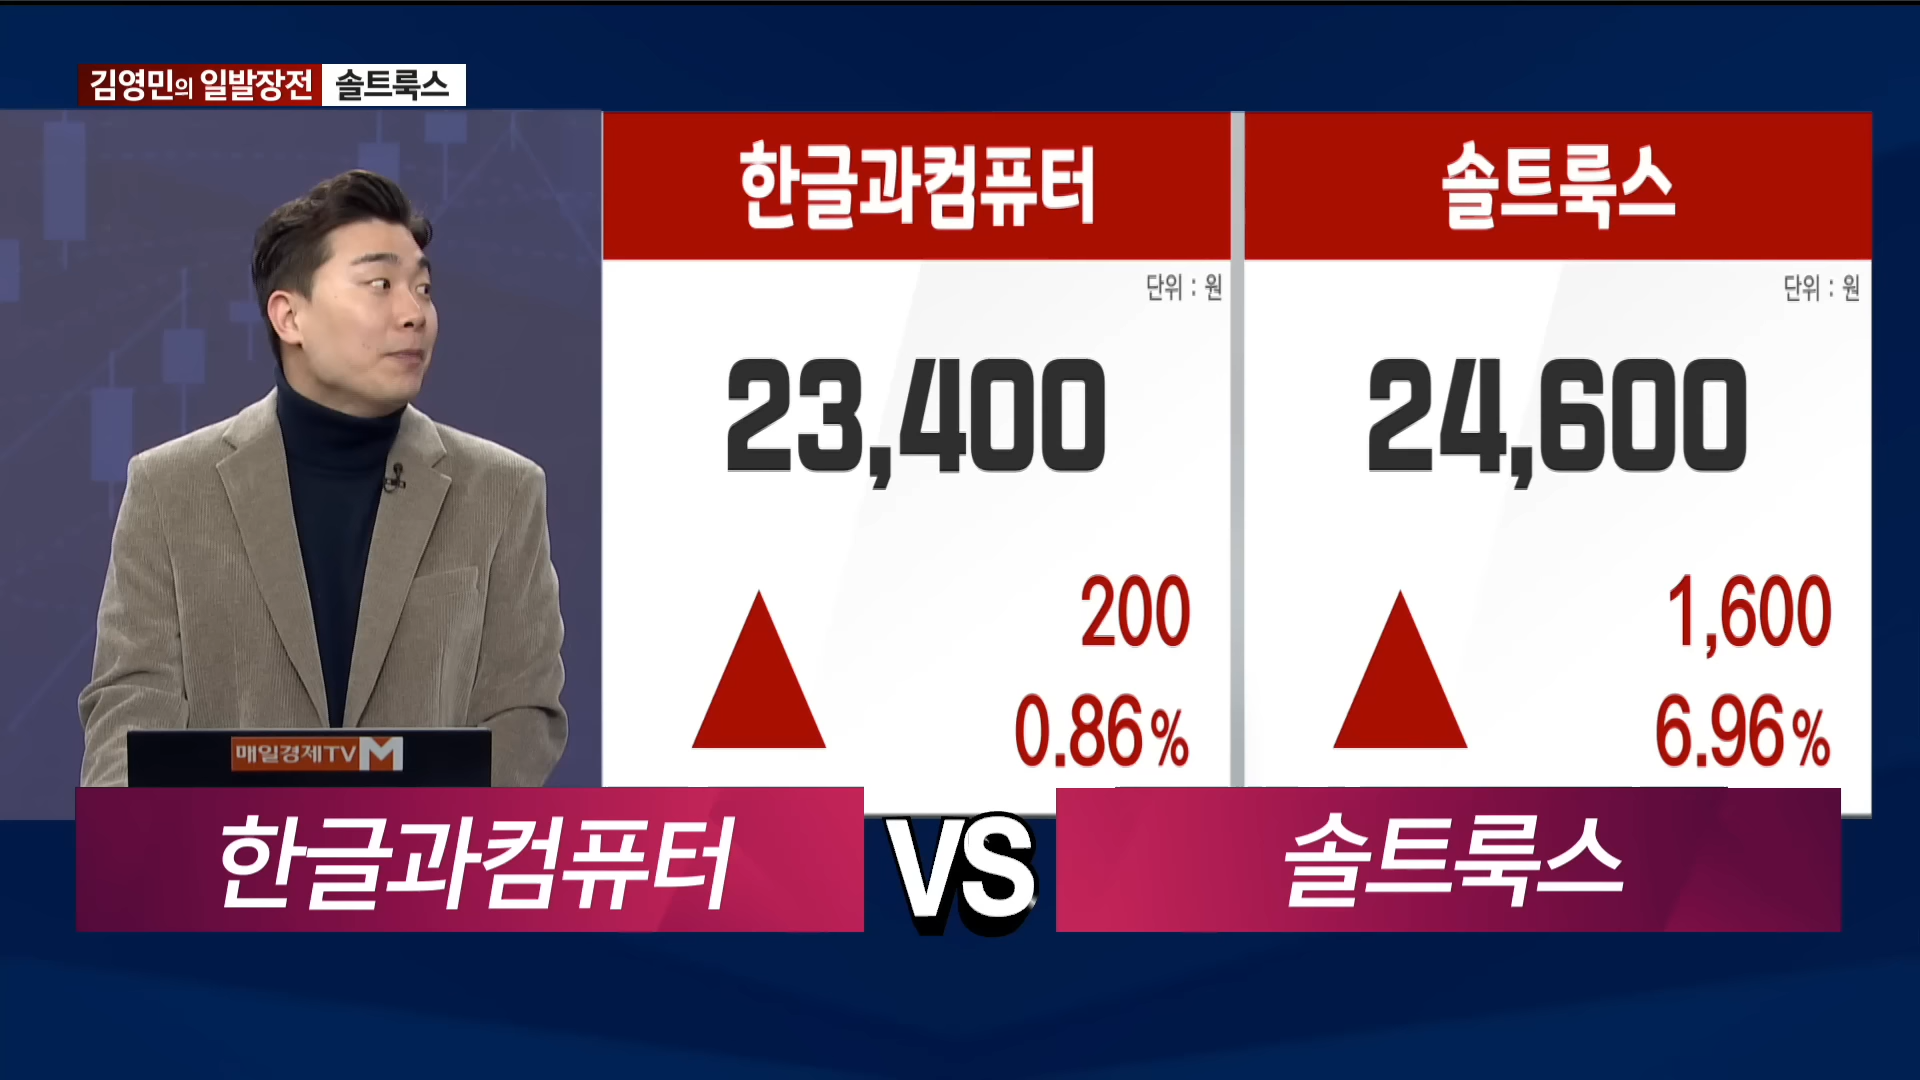 김영민의 일발장전 솔트룩스
한글과컴퓨터
단위 : 원
23,400
200
0.86%
솔트룩스
단위 : 원
24,600
1,600
6.96%
매일경제TV M
한글과컴퓨터 VS 솔트룩스